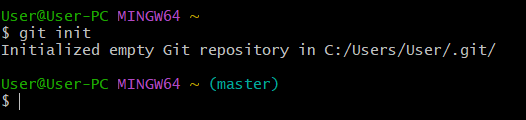 User@User-PC MINGW64 ~
$ git init
Initialized empty Git repository in C:/Users/User/.git/
User@User-PC MINGW64 ~ (master)
$